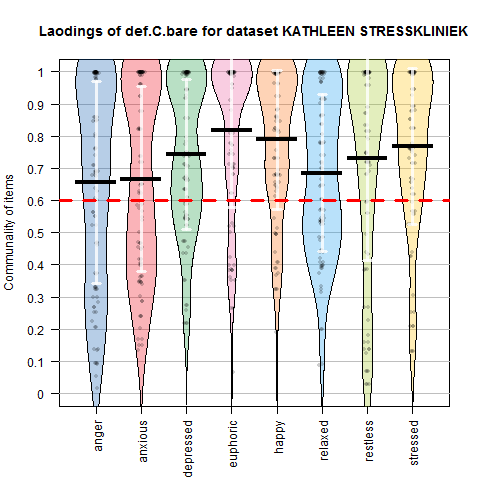 Laodings of def.C.bare for dataset KATHLEEN STRESSKLINIEK
Communality of items
1
0.9
0.8
0.7
0.6
0.5
0.4
0.3
0.2
0.1
0
anger
anxious
depressed
euphoric
happy
relaxed
restless
stressed